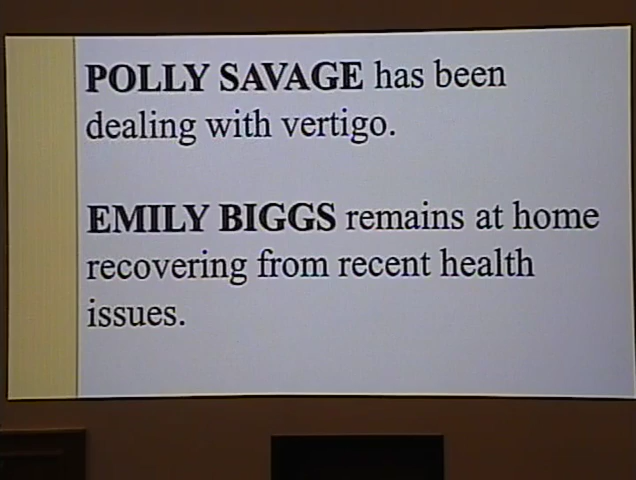 POLLY SAVAGE has been
dealing with vertigo.
EMILY BIGGS remains at home
recovering from recent health
issues.